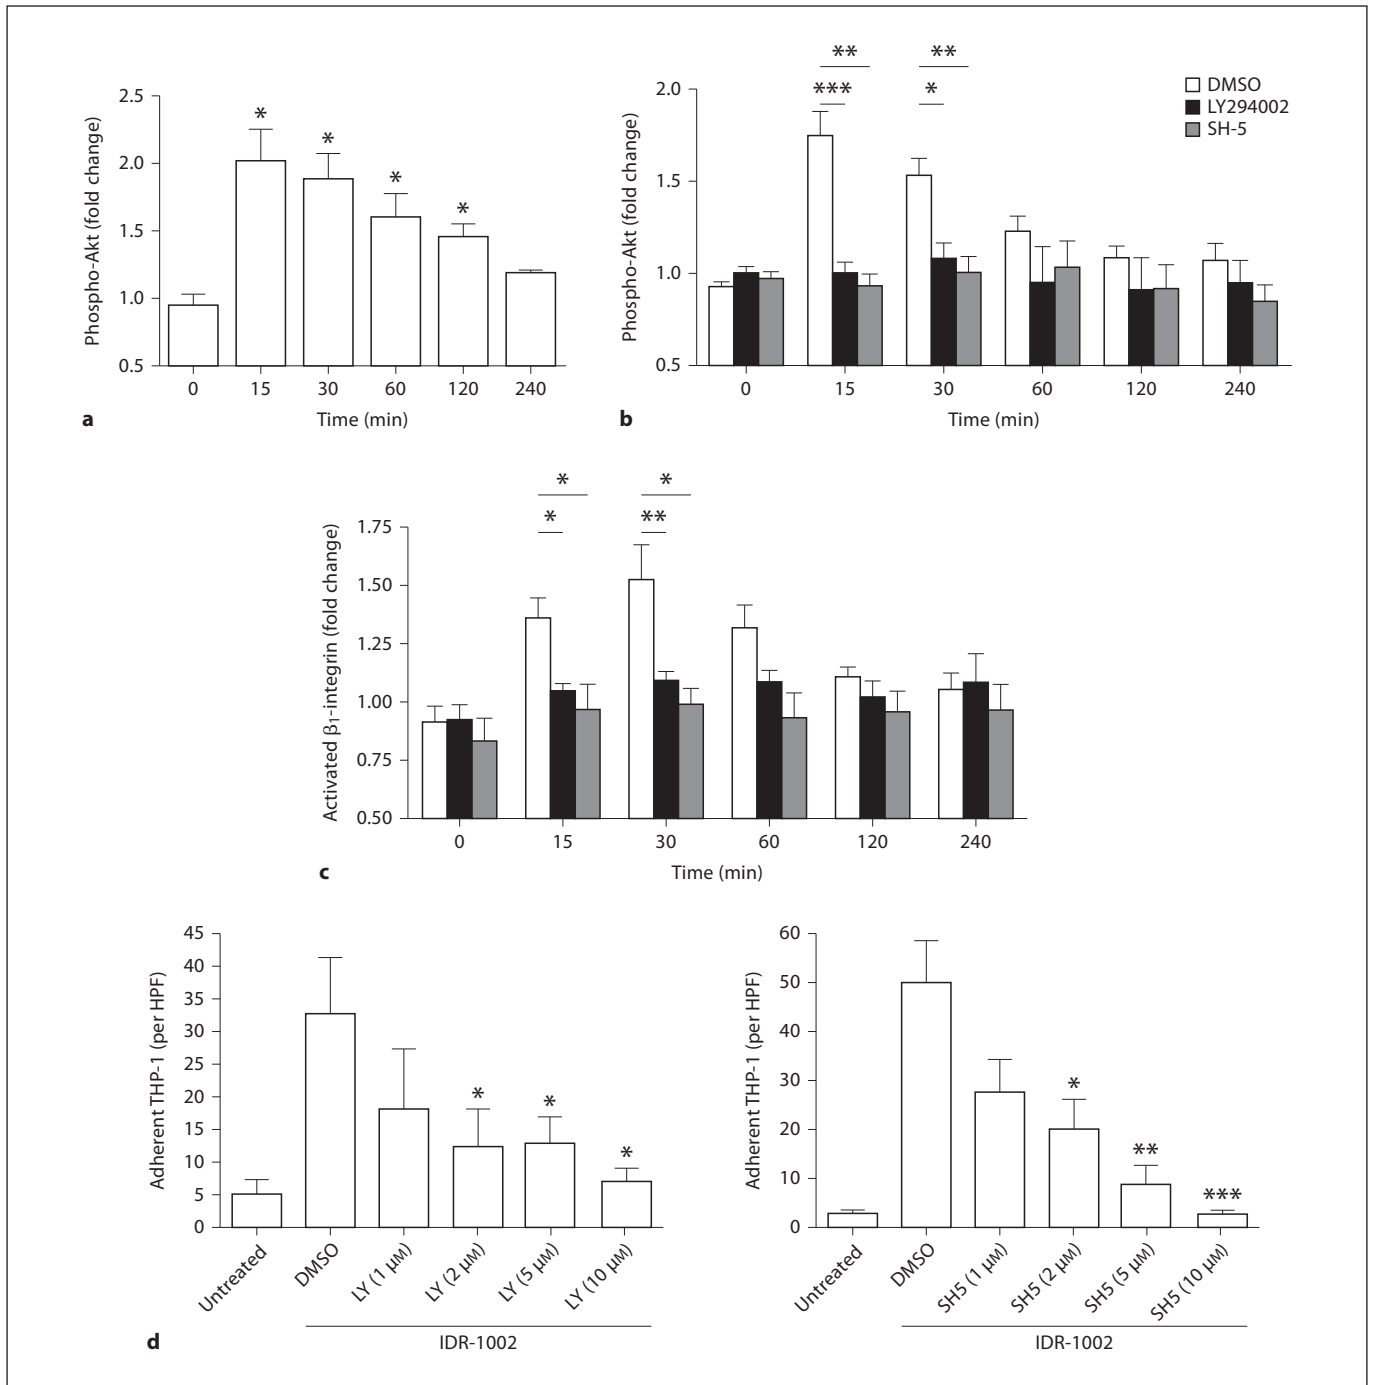 Phospho-Akt (fold change)
2.5
2.0
1.5
1.0
0.5
*
*
*
*
0 15 30 60 120 240
Time (min)
a
Phospho-Akt (fold change)
2.0
1.5
1.0
0.5
**
***
**
*
DMSO
LY294002
SH-5
0 15 30 60 120 240
Time (min)
b
Activated β1-integrin (fold change)
1.75
1.50
1.25
1.00
0.75
0.50
*
*
*
**
0 15 30 60 120 240
Time (min)
c
Adherent THP-1 (per HPF)
45
40
35
30
25
20
15
10
5
0
*
*
*
Untreated
DMSO
LY (1 µM)
LY (2 µM)
LY (5 µM)
LY (10 µM)
IDR-1002
Adherent THP-1 (per HPF)
60
50
40
30
20
10
0
*
**
***
Untreated
DMSO
SH5 (1 µM)
SH5 (2 µM)
SH5 (5 µM)
SH5 (10 µM)
IDR-1002
d